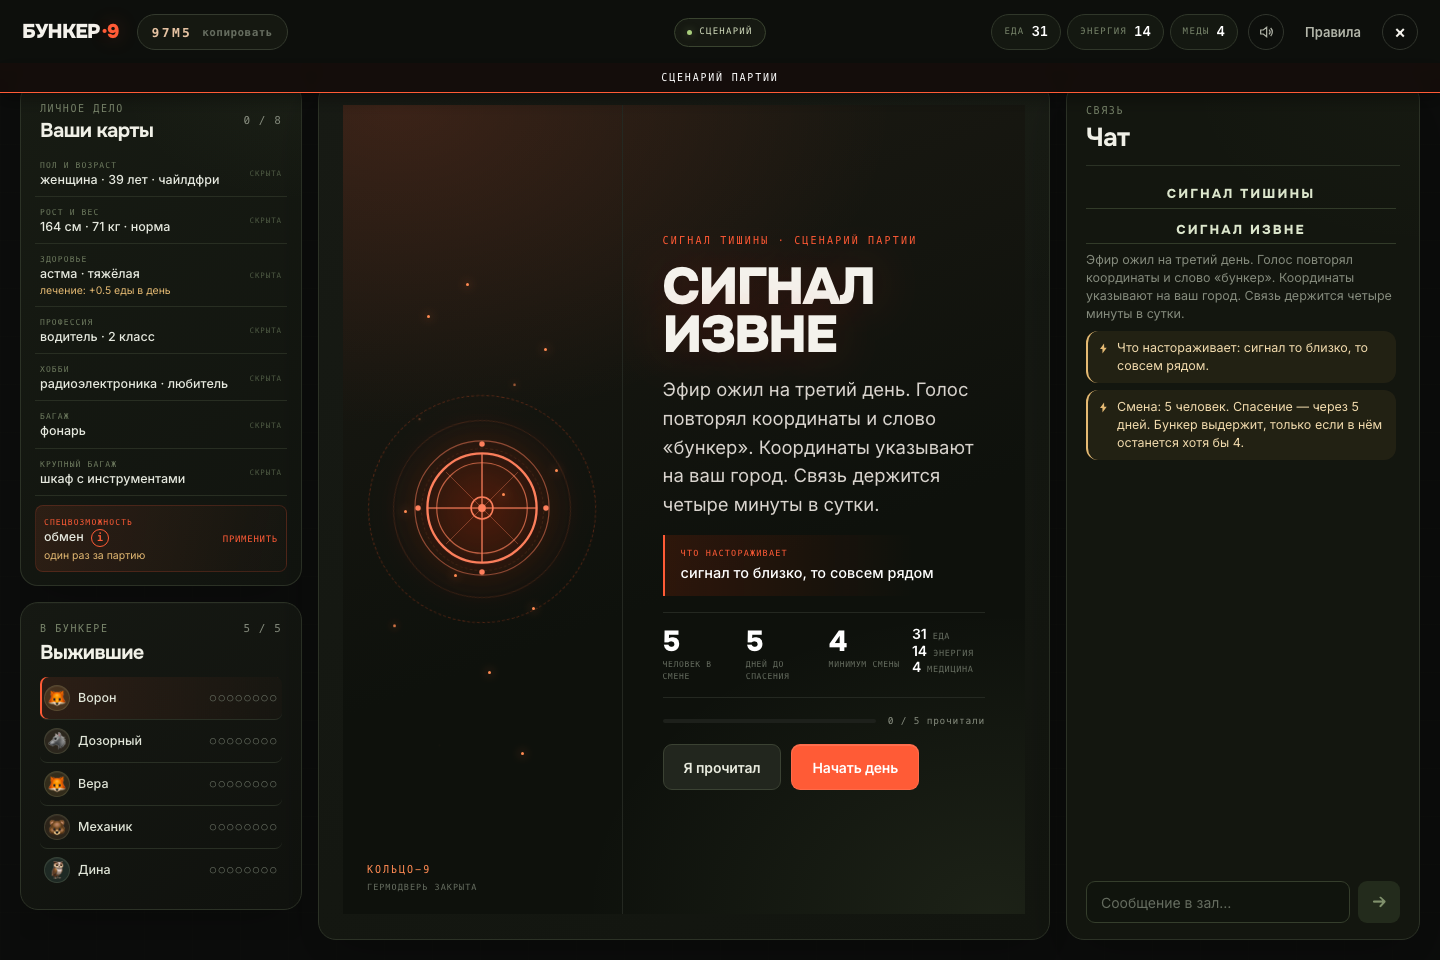 БУНКЕР·9
97M5 копировать
СЦЕНАРИЙ
ЕДА 31
ЭНЕРГИЯ 14
МЕДЫ 4
Правила
×
СЦЕНАРИЙ ПАРТИИ
ЛИЧНОЕ ДЕЛО
Ваши карты
0 / 8
ПОЛ И ВОЗРАСТ
женщина · 39 лет · чайлдфри
СКРЫТА
РОСТ И ВЕС
164 см · 71 кг · норма
СКРЫТА
ЗДОРОВЬЕ
астма · тяжёлая
лечение: +0.5 еды в день
СКРЫТА
ПРОФЕССИЯ
водитель · 2 класс
СКРЫТА
ХОББИ
радиоэлектроника · любитель
СКРЫТА
БАГАЖ
фонарь
СКРЫТА
КРУПНЫЙ БАГАЖ
шкаф с инструментами
СКРЫТА
СПЕЦВОЗМОЖНОСТЬ
обмен i
один раз за партию
ПРИМЕНИТЬ
В БУНКЕРЕ
5 / 5
Выжившие
Ворон
Дозорный
Вера
Механик
Дина
СИГНАЛ ТИШИНЫ · СЦЕНАРИЙ ПАРТИИ
СИГНАЛ
ИЗВНЕ
Эфир ожил на третий день. Голос
повторял координаты и слово
«бункер». Координаты указывают
на ваш город. Связь держится
четыре минуты в сутки.
ЧТО НАСТОРАЖИВАЕТ
сигнал то близко, то совсем рядом
5
ЧЕЛОВЕК В
СМЕНЕ
5
ДНЕЙ ДО
СПАСЕНИЯ
4
МИНИМУМ СМЕНЫ
31 ЕДА
14 ЭНЕРГИЯ
4 МЕДИЦИНА
0 / 5 прочитали
Я прочитал
Начать день
КОЛЬЦО−9
ГЕРМОДВЕРЬ ЗАКРЫТА
СВЯЗЬ
Чат
СИГНАЛ ТИШИНЫ
СИГНАЛ ИЗВНЕ
Эфир ожил на третий день. Голос повторял
координаты и слово «бункер». Координаты
указывают на ваш город. Связь держится четыре
минуты в сутки.
Что настораживает: сигнал то близко, то
совсем рядом.
Смена: 5 человек. Спасение — через 5
дней. Бункер выдержит, только если в нём
останется хотя бы 4.
Сообщение в зал...